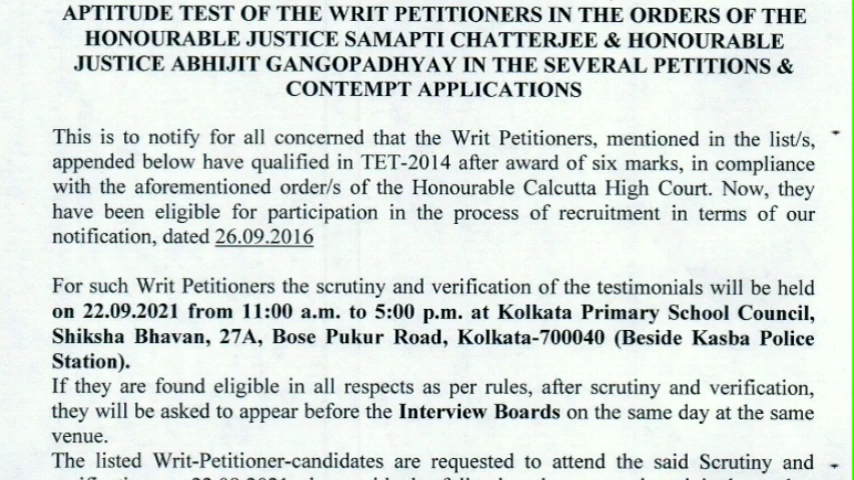 APTITUDE TEST OF THE WRIT PETITIONERS IN THE ORDERS OF THE
HONOURABLE JUSTICE SAMAPTI CHATTERJEE & HONOURABLE
JUSTICE ABHIJIT GANGOPADHYAY IN THE SEVERAL PETITIONS &
CONTEMPT APPLICATIONS
This is to notify for all concerned that the Writ Petitioners, mentioned in the list/s,
appended below have qualified in TET-2014 after award of six marks, in compliance
with the aforementioned order/s of the Honourable Calcutta High Court. Now, they
have been eligible for participation in the process of recruitment in terms of our
notification, dated 26.09.2016
For such Writ Petitioners the scrutiny and verification of the testimonials will be held
on 22.09.2021 from 11:00 a.m. to 5:00 p.m. at Kolkata Primary School Council,
Shiksha Bhavan, 27A, Bose Pukur Road, Kolkata-700040 (Beside Kasba Police
Station).
If they are found eligible in all respects as per rules, after scrutiny and verification,
they will be asked to appear before the Interview Boards on the same day at the same
venue.
The listed Writ-Petitioner-candidates are requested to attend the said Scrutiny and